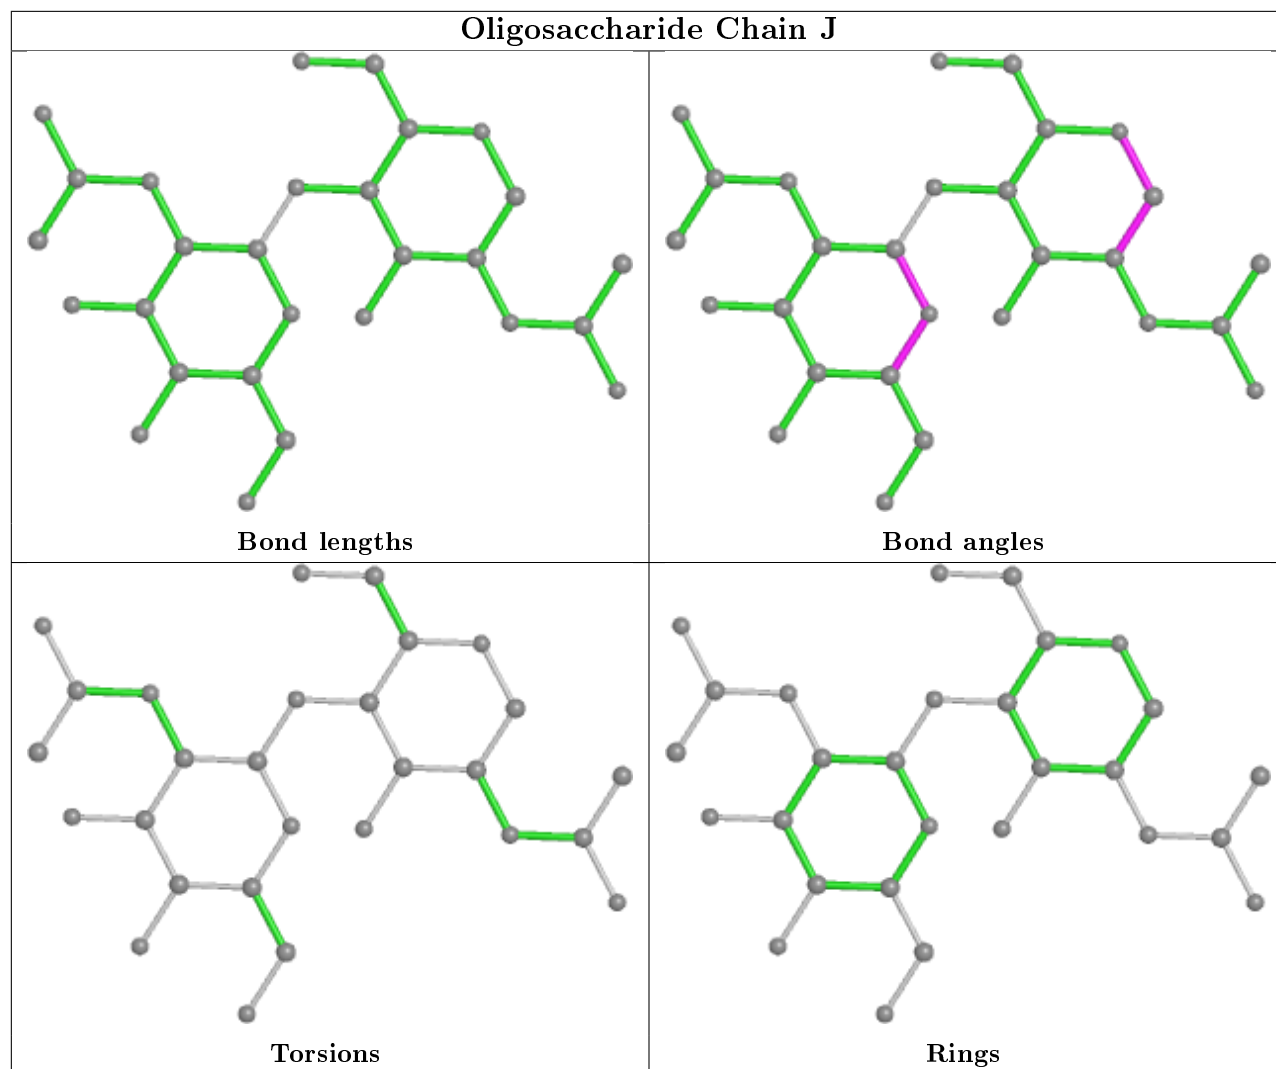 Oligosaccharide Chain J
Bond lengths
Bond angles
Torsions
Rings